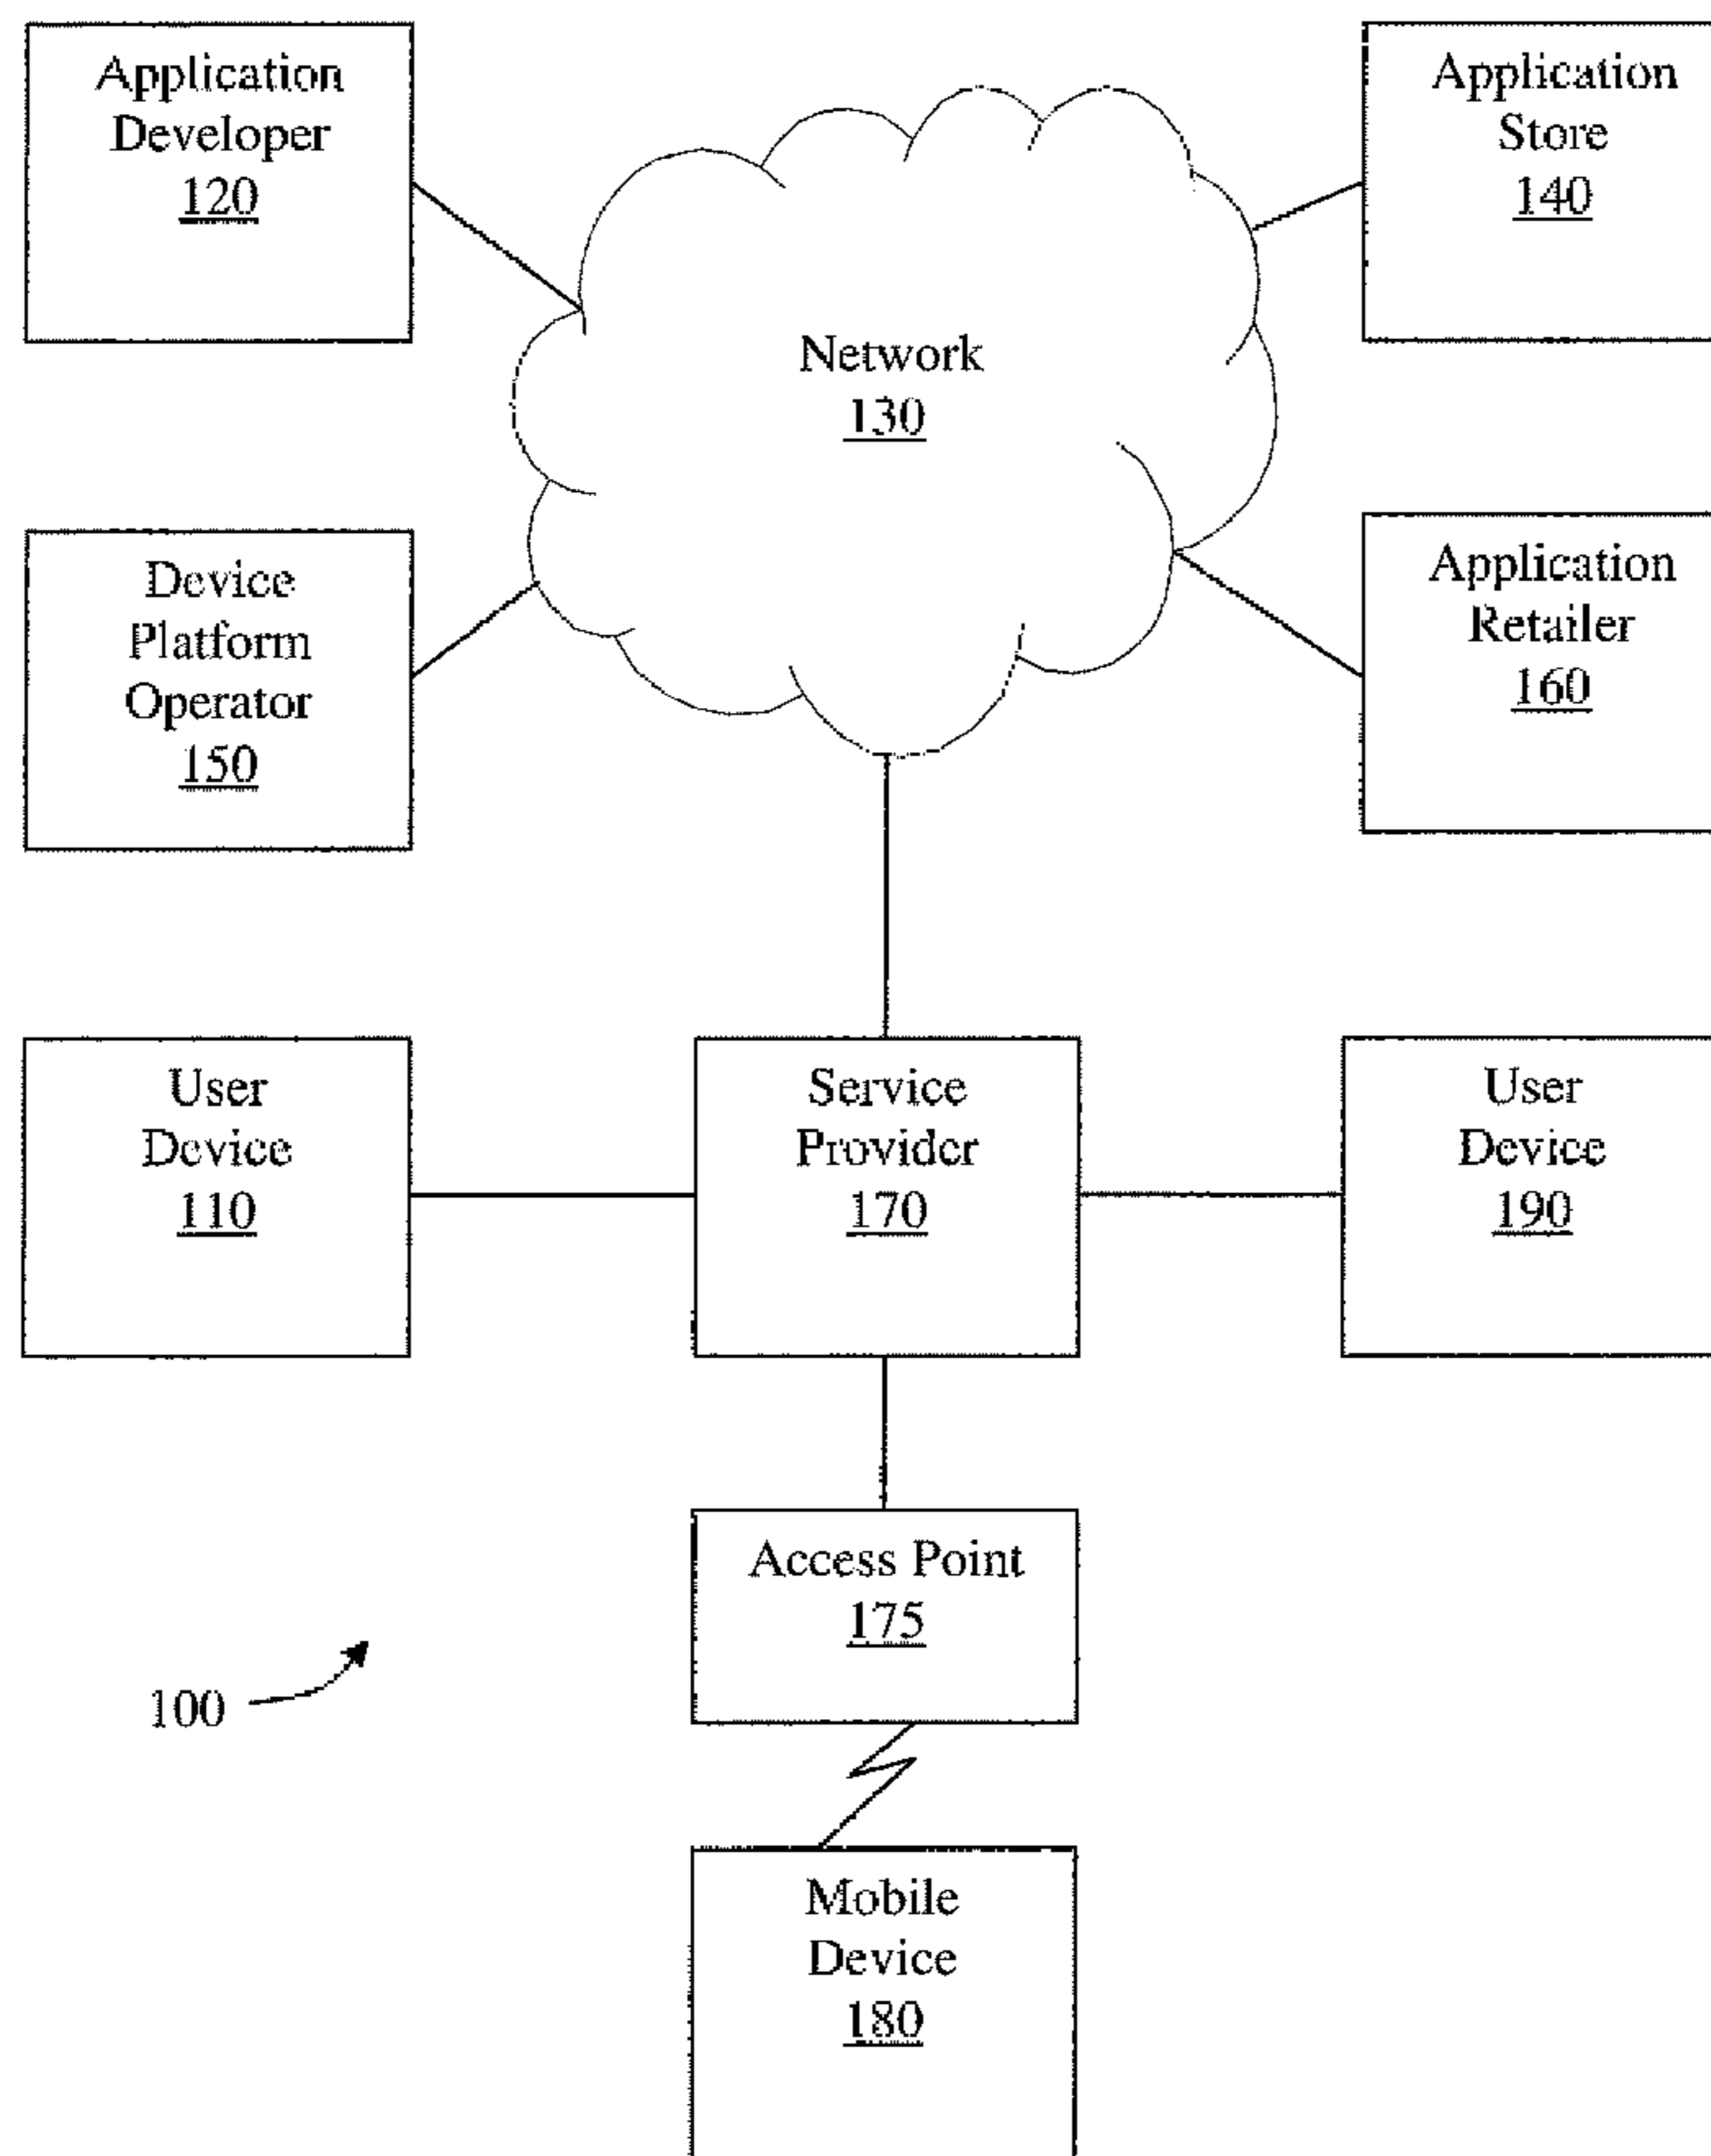 Application
Developer
120
Application
Store
140
Network
130
Device
Platform
Operator
150
Application
Retailer
160
User
Device
110
Service
Provider
170
User
Device
190
Access Point
175
100
Mobile
Device
180